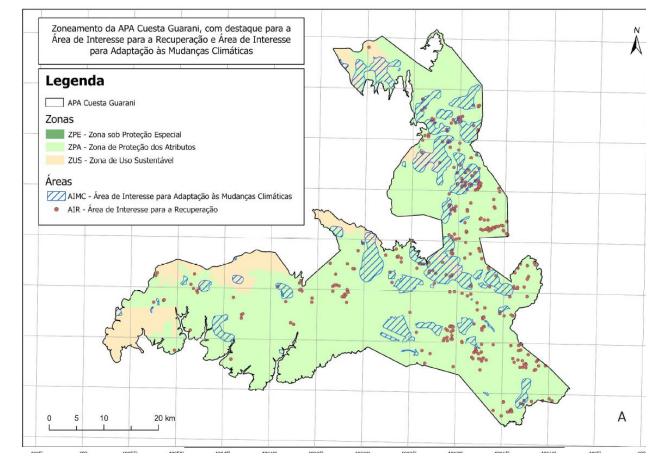 Zoneamento da APA Cuesta Guarani, com destaque para a
Área de Interesse para a Recuperação e Área de Interesse
para Adaptação às Mudanças Climáticas
N
Legenda
APA Cuesta Guarani
Zonas
ZPE - Zona sob Proteção Especial
ZPA - Zona de Proteção dos Atributos
ZUS - Zona de Uso Sustentável
Áreas
AIMC - Área de Interesse para Adaptação às Mudanças Climáticas
AIR - Área de Interesse para a Recuperação
0 5 10 20 km
A